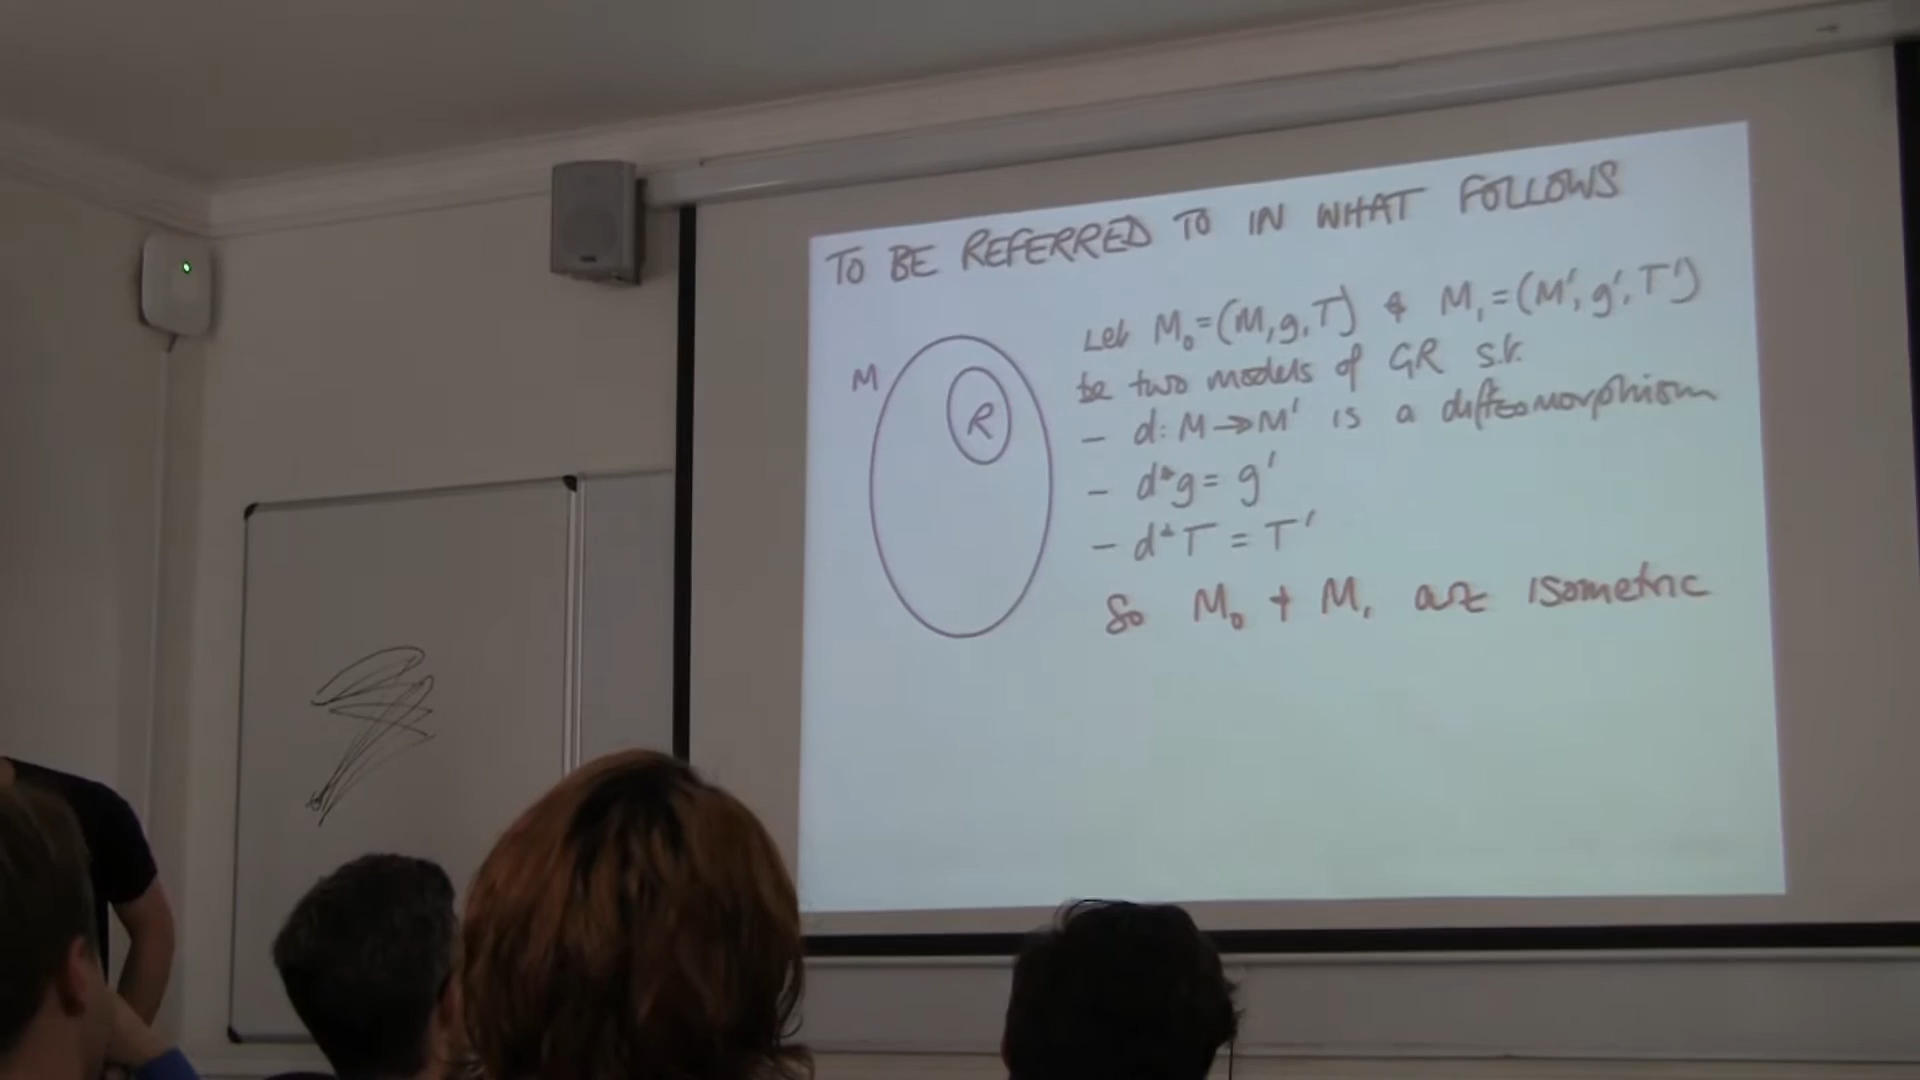 TO BE REFERRED TO IN WHAT FOLLOWS
M
R
Let M₀=(M,g,T) & M₁=(M',g',T')
be two models of GR s.t.
- d: M→M' is a diffeomorphism
- d*g = g'
- d*T = T'
So M₀ + M₁ are isometric